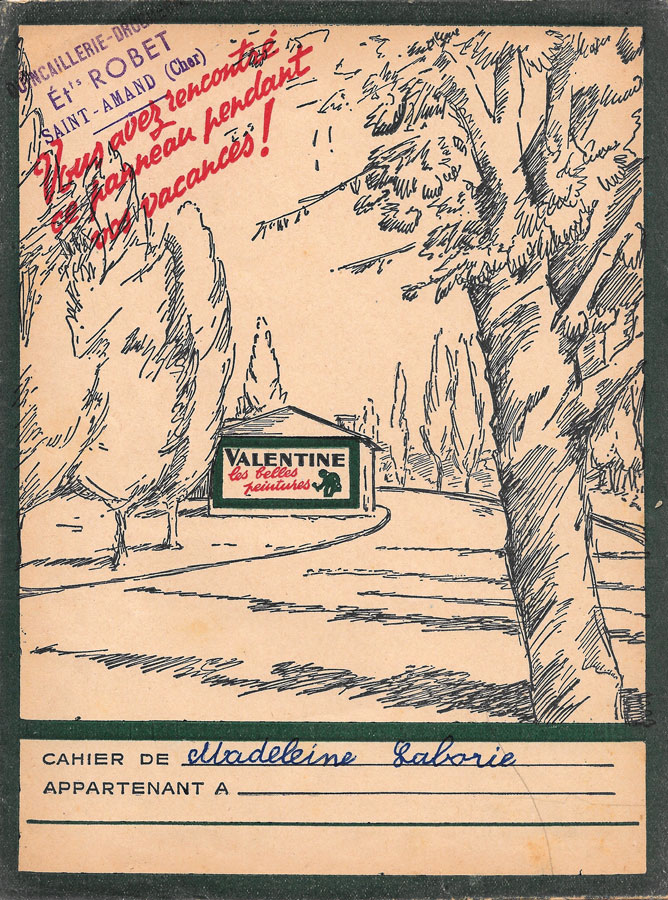 QUINCAILLERIE-DRO
Éts ROBET
SAINT-AMAND (Cher)
Vous avez rencontré
ce panneau pendant
vos vacances !
VALENTINE
les belles
peintures
CAHIER DE Madeleine Laborie
APPARTENANT A